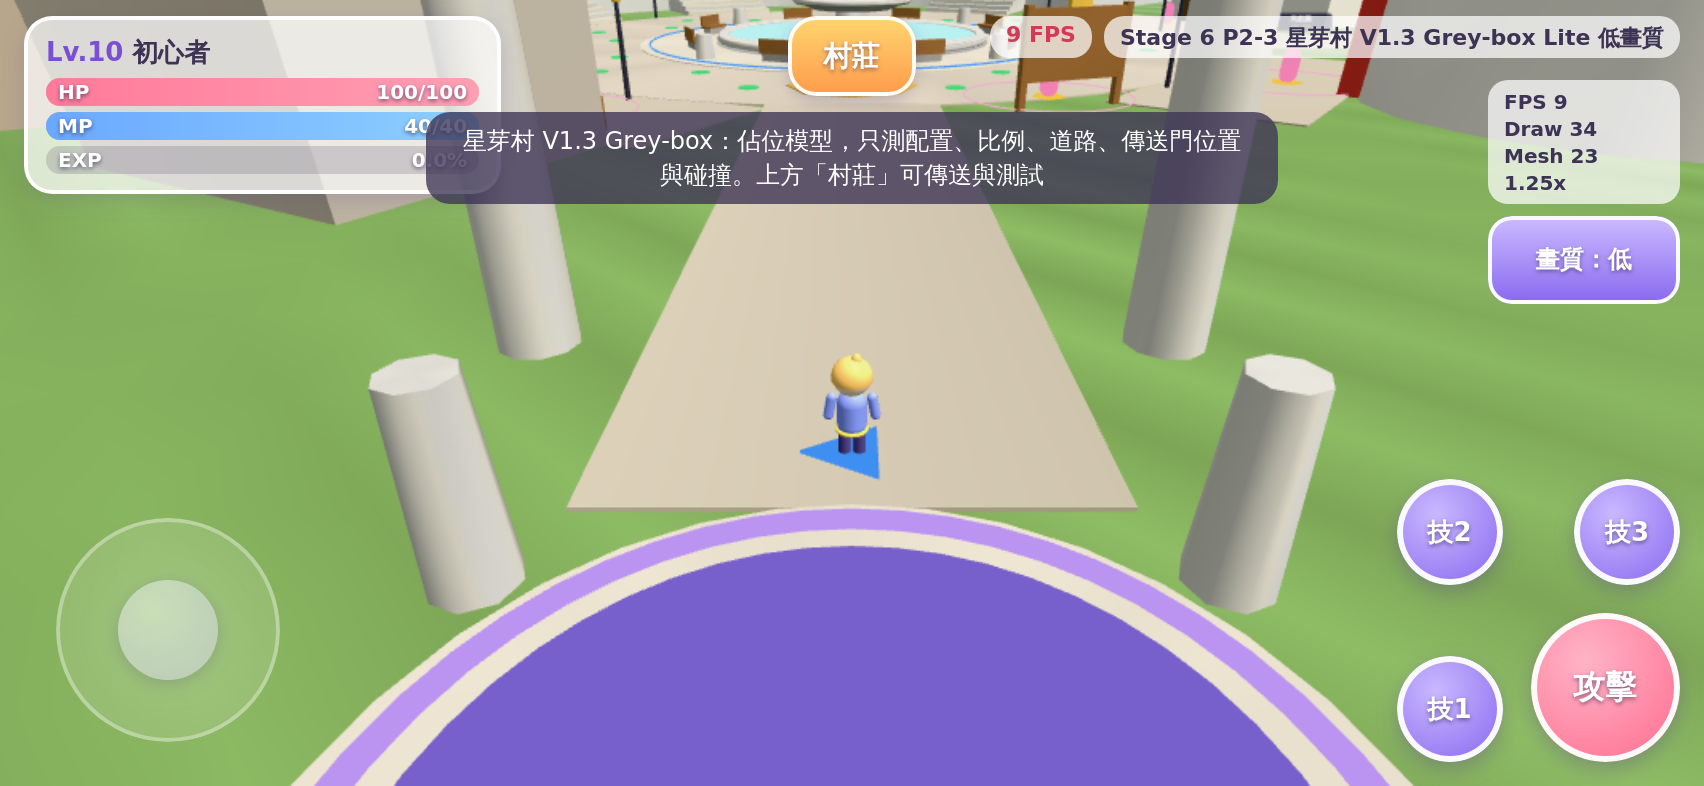 Lv.10 初心者
HP 100/100
MP 40/40
EXP 0.0%
村莊
9 FPS
Stage 6 P2-3 星芽村 V1.3 Grey-box Lite 低畫質
星芽村 V1.3 Grey-box：佔位模型，只測配置、比例、道路、傳送門位置
與碰撞。上方「村莊」可傳送與測試
FPS 9
Draw 34
Mesh 23
1.25x
畫質：低
技2
技3
技1
攻擊